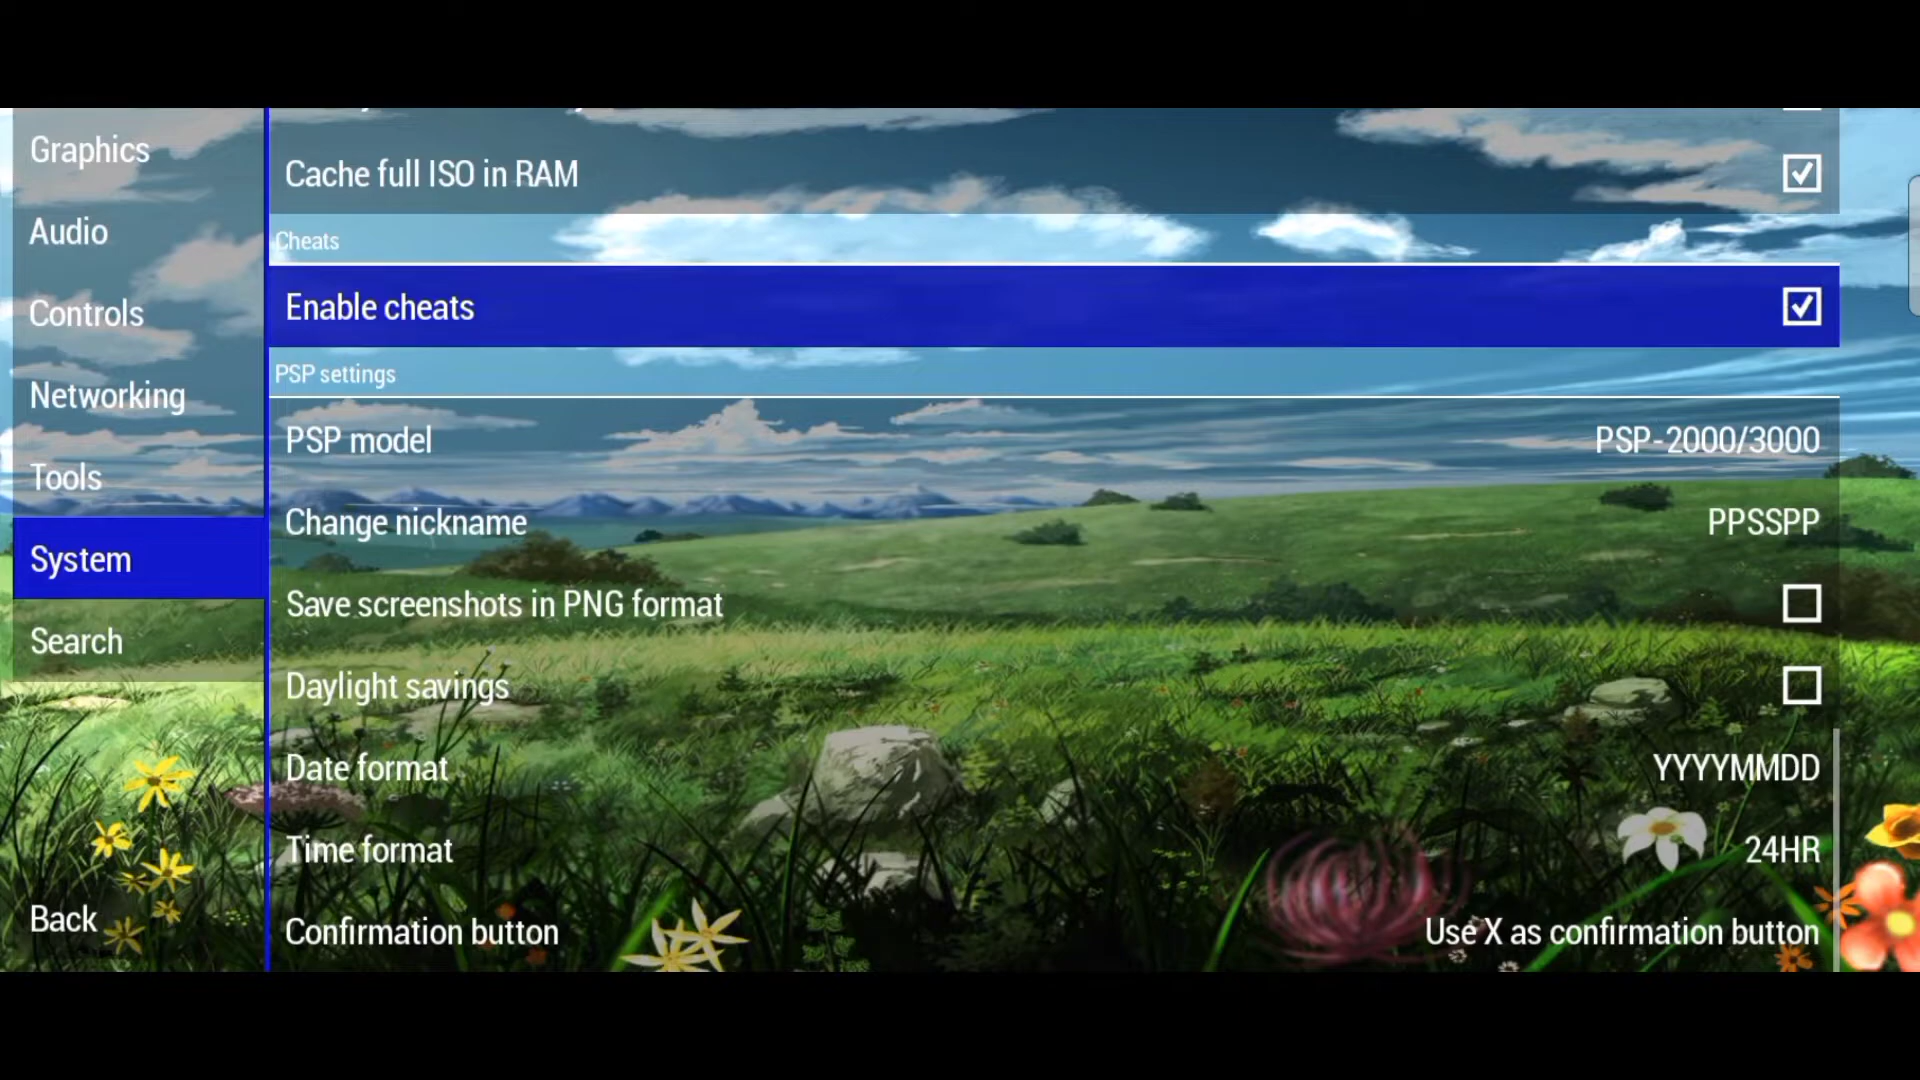 Graphics
Audio
Controls
Networking
Tools
System
Search
Back
Cache full ISO in RAM
Cheats
Enable cheats
PSP settings
PSP model PSP-2000/3000
Change nickname PPSSPP
Save screenshots in PNG format
Daylight savings
Date format YYYYMMDD
Time format 24HR
Confirmation button Use X as confirmation button